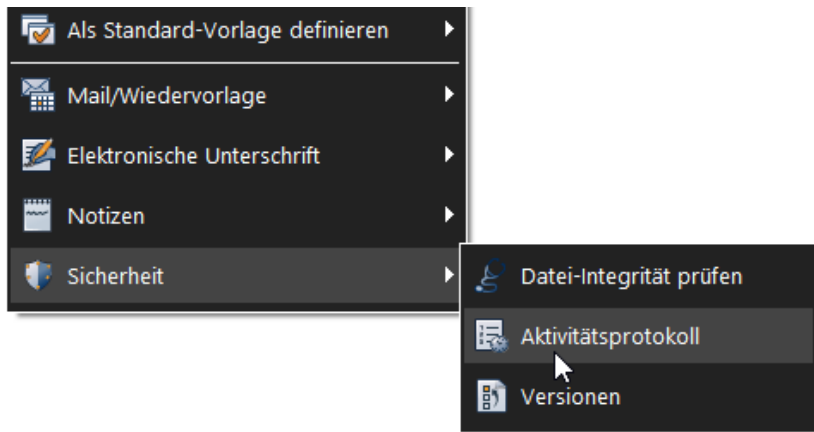 Als Standard-Vorlage definieren
Mail/Wiedervorlage
Elektronische Unterschrift
Notizen
Sicherheit
Datei-Integrität prüfen
Aktivitätsprotokoll
Versionen